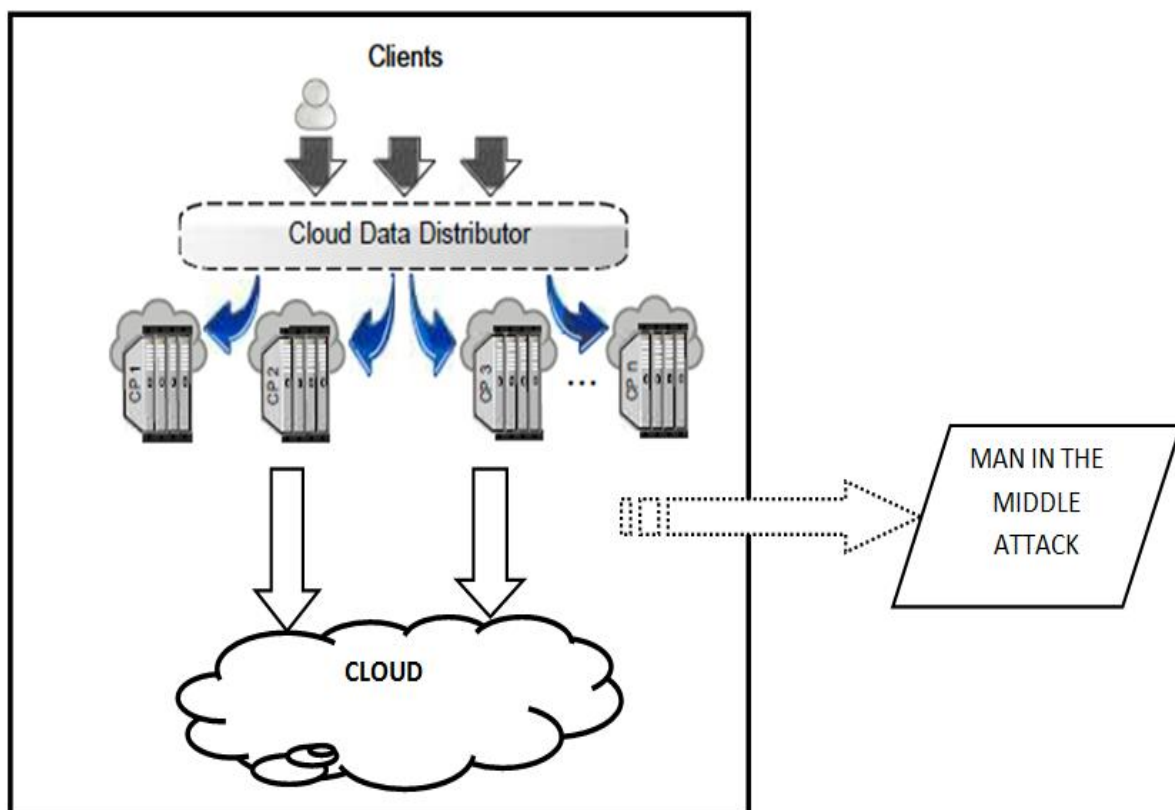 Clients
Cloud Data Distributor
CP 1
CP 2
CP 3
...
CP n
MAN IN THE
MIDDLE
ATTACK
CLOUD